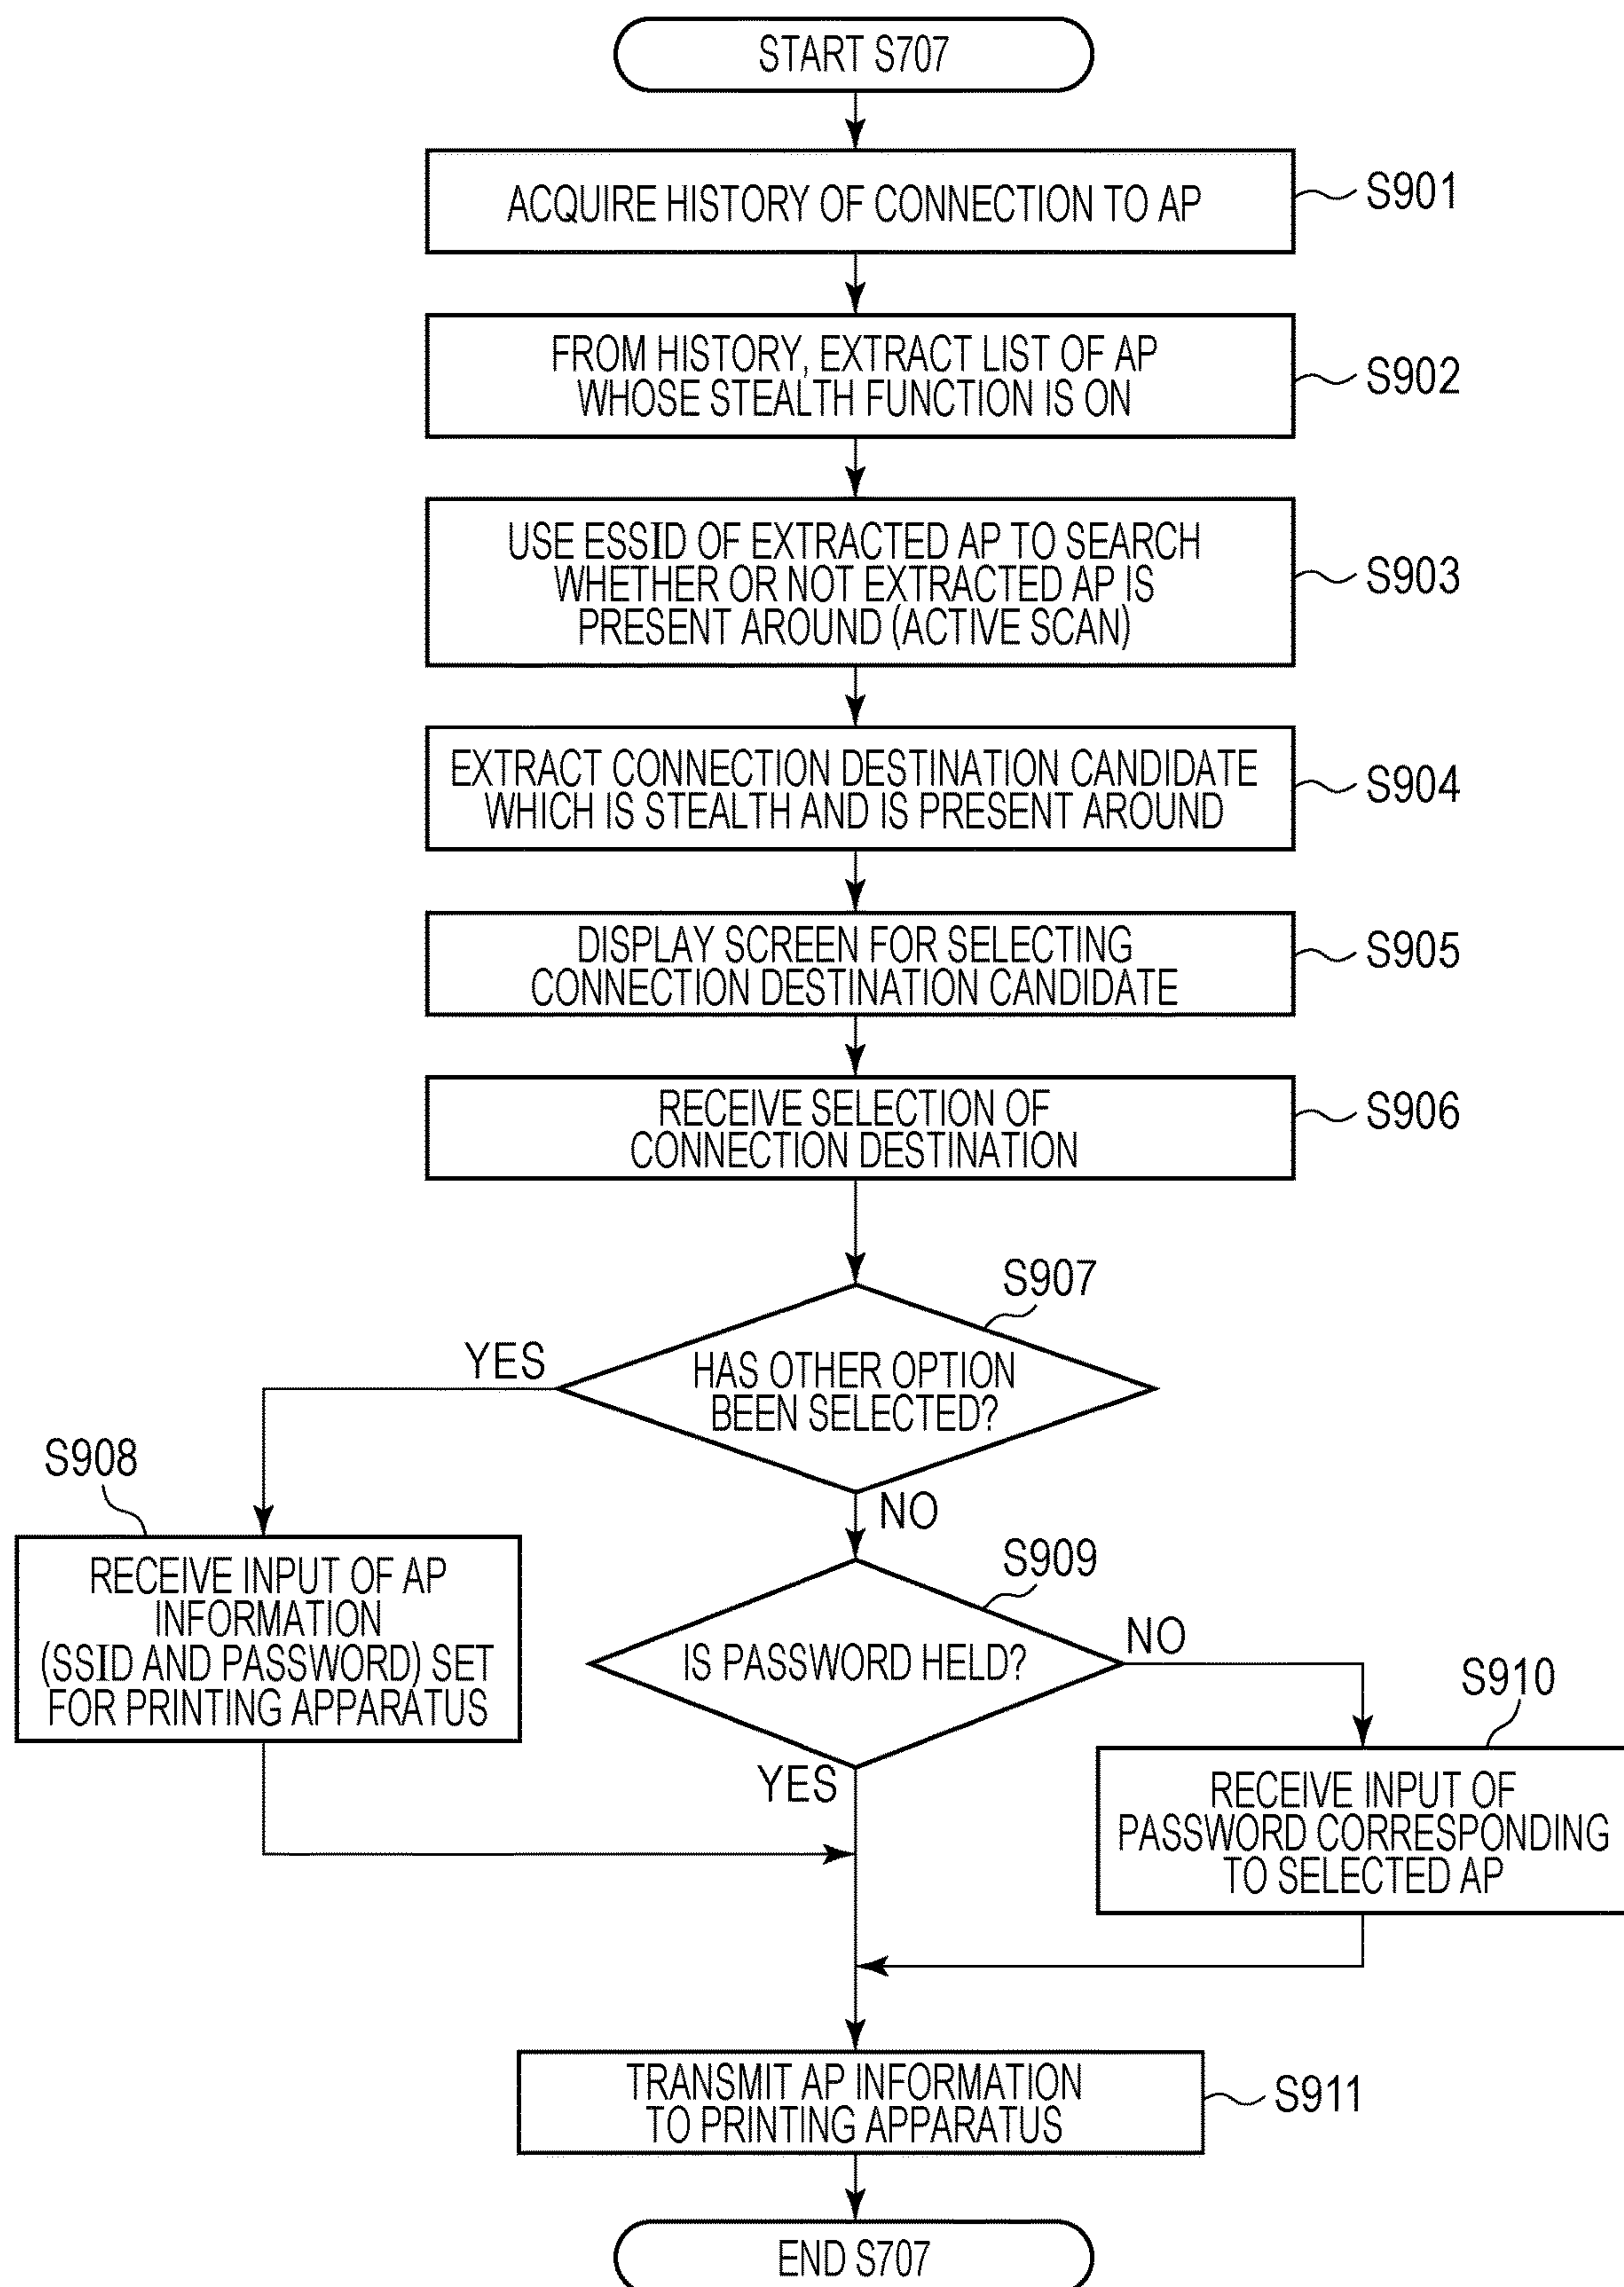 START S707
ACQUIRE HISTORY OF CONNECTION TO AP
S901
FROM HISTORY, EXTRACT LIST OF AP
WHOSE STEALTH FUNCTION IS ON
S902
USE ESSID OF EXTRACTED AP TO SEARCH
WHETHER OR NOT EXTRACTED AP IS
PRESENT AROUND (ACTIVE SCAN)
S903
EXTRACT CONNECTION DESTINATION CANDIDATE
WHICH IS STEALTH AND IS PRESENT AROUND
S904
DISPLAY SCREEN FOR SELECTING
CONNECTION DESTINATION CANDIDATE
S905
RECEIVE SELECTION OF
CONNECTION DESTINATION
S906
S907
YES
HAS OTHER OPTION
BEEN SELECTED?
NO
S908
RECEIVE INPUT OF AP
INFORMATION
(SSID AND PASSWORD) SET
FOR PRINTING APPARATUS
S909
IS PASSWORD HELD?
NO
YES
S910
RECEIVE INPUT OF
PASSWORD CORRESPONDING
TO SELECTED AP
TRANSMIT AP INFORMATION
TO PRINTING APPARATUS
S911
END S707